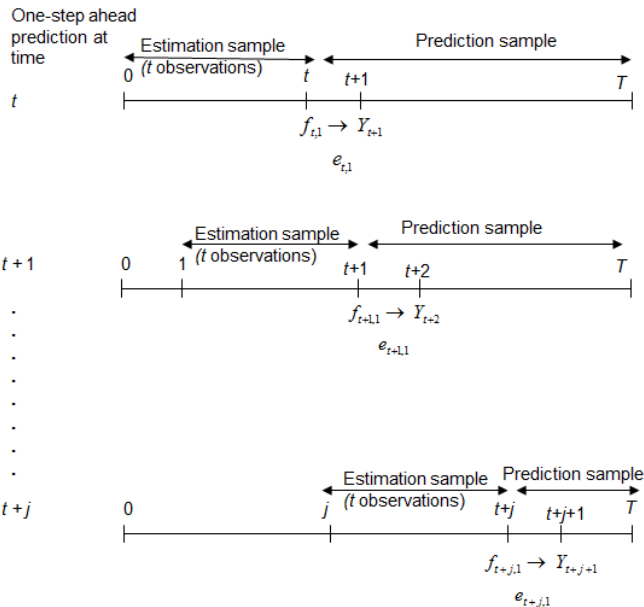 One-step ahead
prediction at
time
Estimation sample
(t observations)
Prediction sample
0 t t+1 T
t
f_{t,1} → Y_{t+1}
e_{t,1}
Estimation sample
(t observations)
Prediction sample
t + 1 0 1 t+1 t+2 T
f_{t+1,1} → Y_{t+2}
e_{t+1,1}
Estimation sample
(t observations)
Prediction sample
t + j 0 j t+j t+j+1 T
f_{t+j,1} → Y_{t+j+1}
e_{t+j,1}